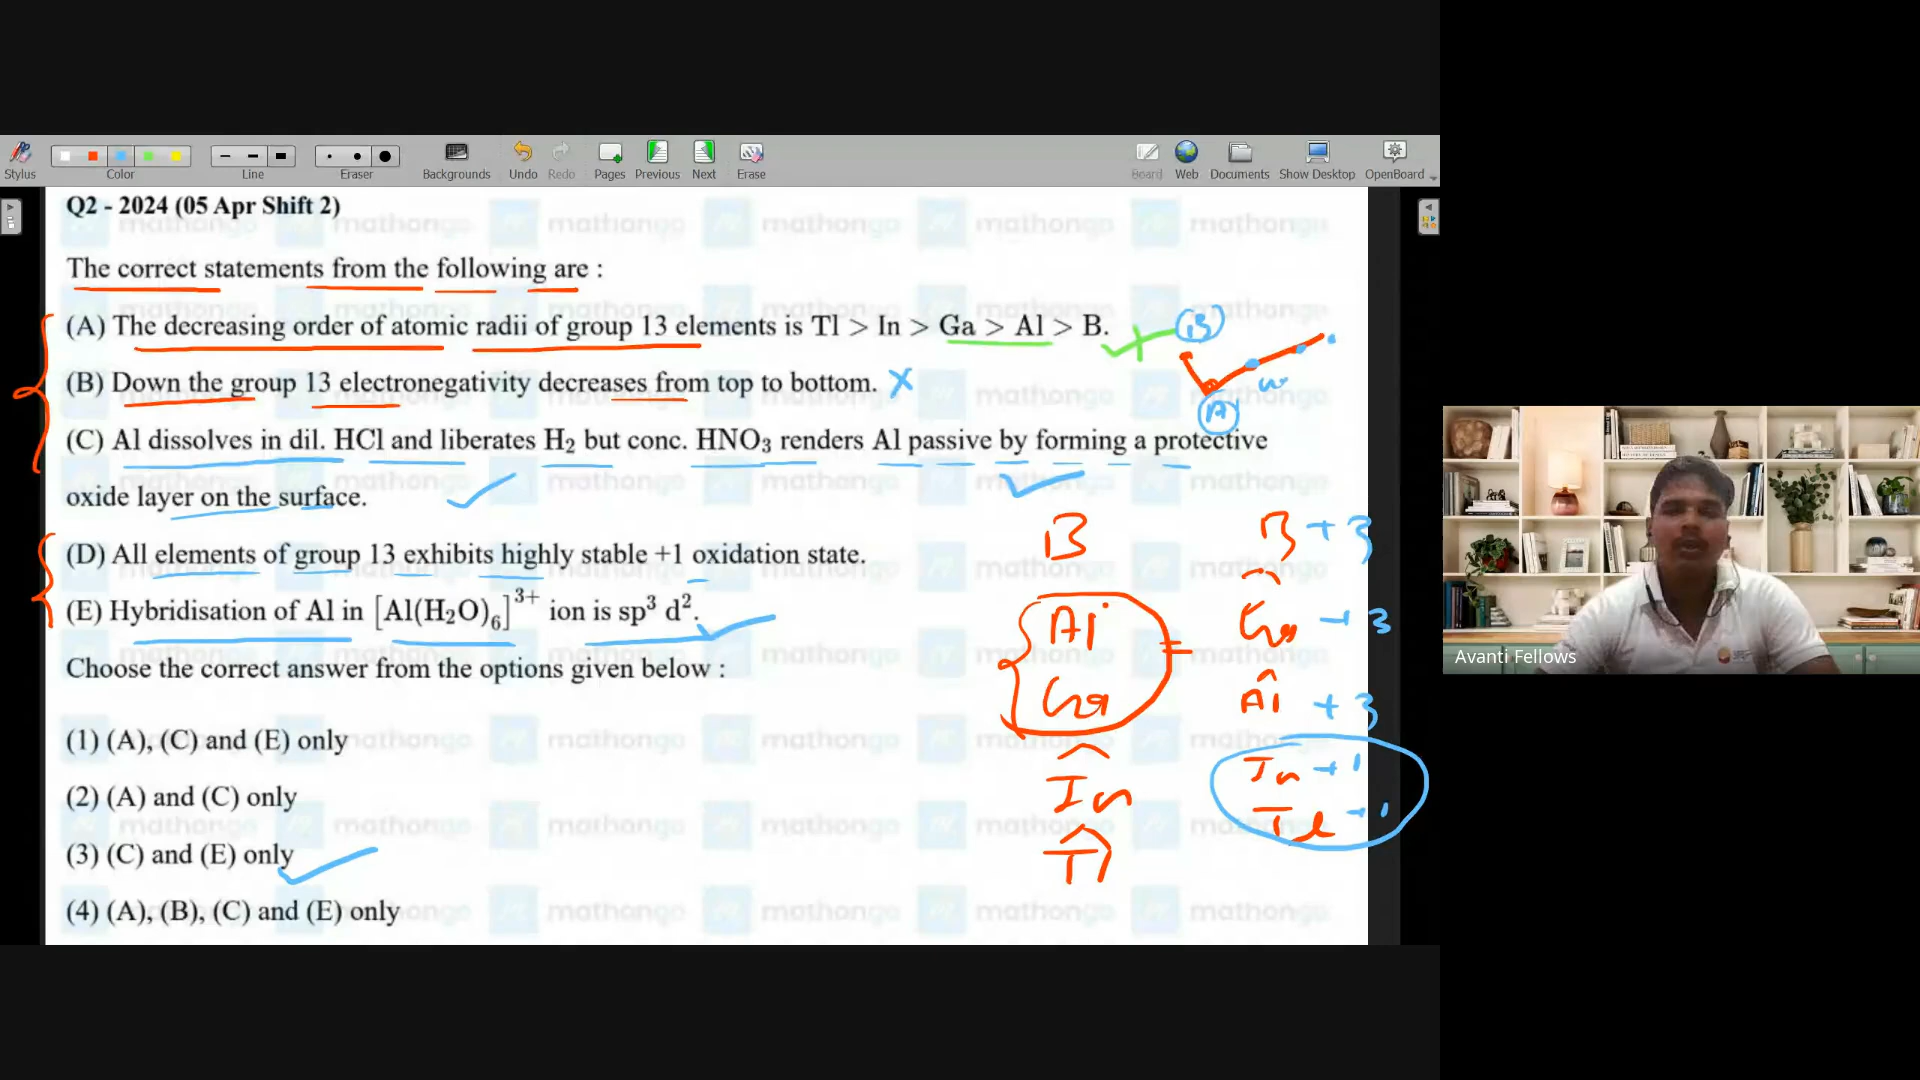 Stylus Color Line Eraser Backgrounds Undo Redo Pages Previous Next Erase Board Web Documents Show Desktop OpenBoard
Q2 - 2024 (05 Apr Shift 2)
The correct statements from the following are :
(A) The decreasing order of atomic radii of group 13 elements is Tl > In > Ga > Al > B.
(B) Down the group 13 electronegativity decreases from top to bottom.
(C) Al dissolves in dil. HCl and liberates H₂ but conc. HNO₃ renders Al passive by forming a protective
oxide layer on the surface.
(D) All elements of group 13 exhibits highly stable +1 oxidation state.
(E) Hybridisation of Al in [Al(H₂O)₆]³⁺ ion is sp³ d².
Choose the correct answer from the options given below :
(1) (A), (C) and (E) only
(2) (A) and (C) only
(3) (C) and (E) only
(4) (A), (B), (C) and (E) only
B
Al
Ga
In
Tl
B +3
Ga +3
Al +3
In +1
Tl +1
Avanti Fellows
mathongo